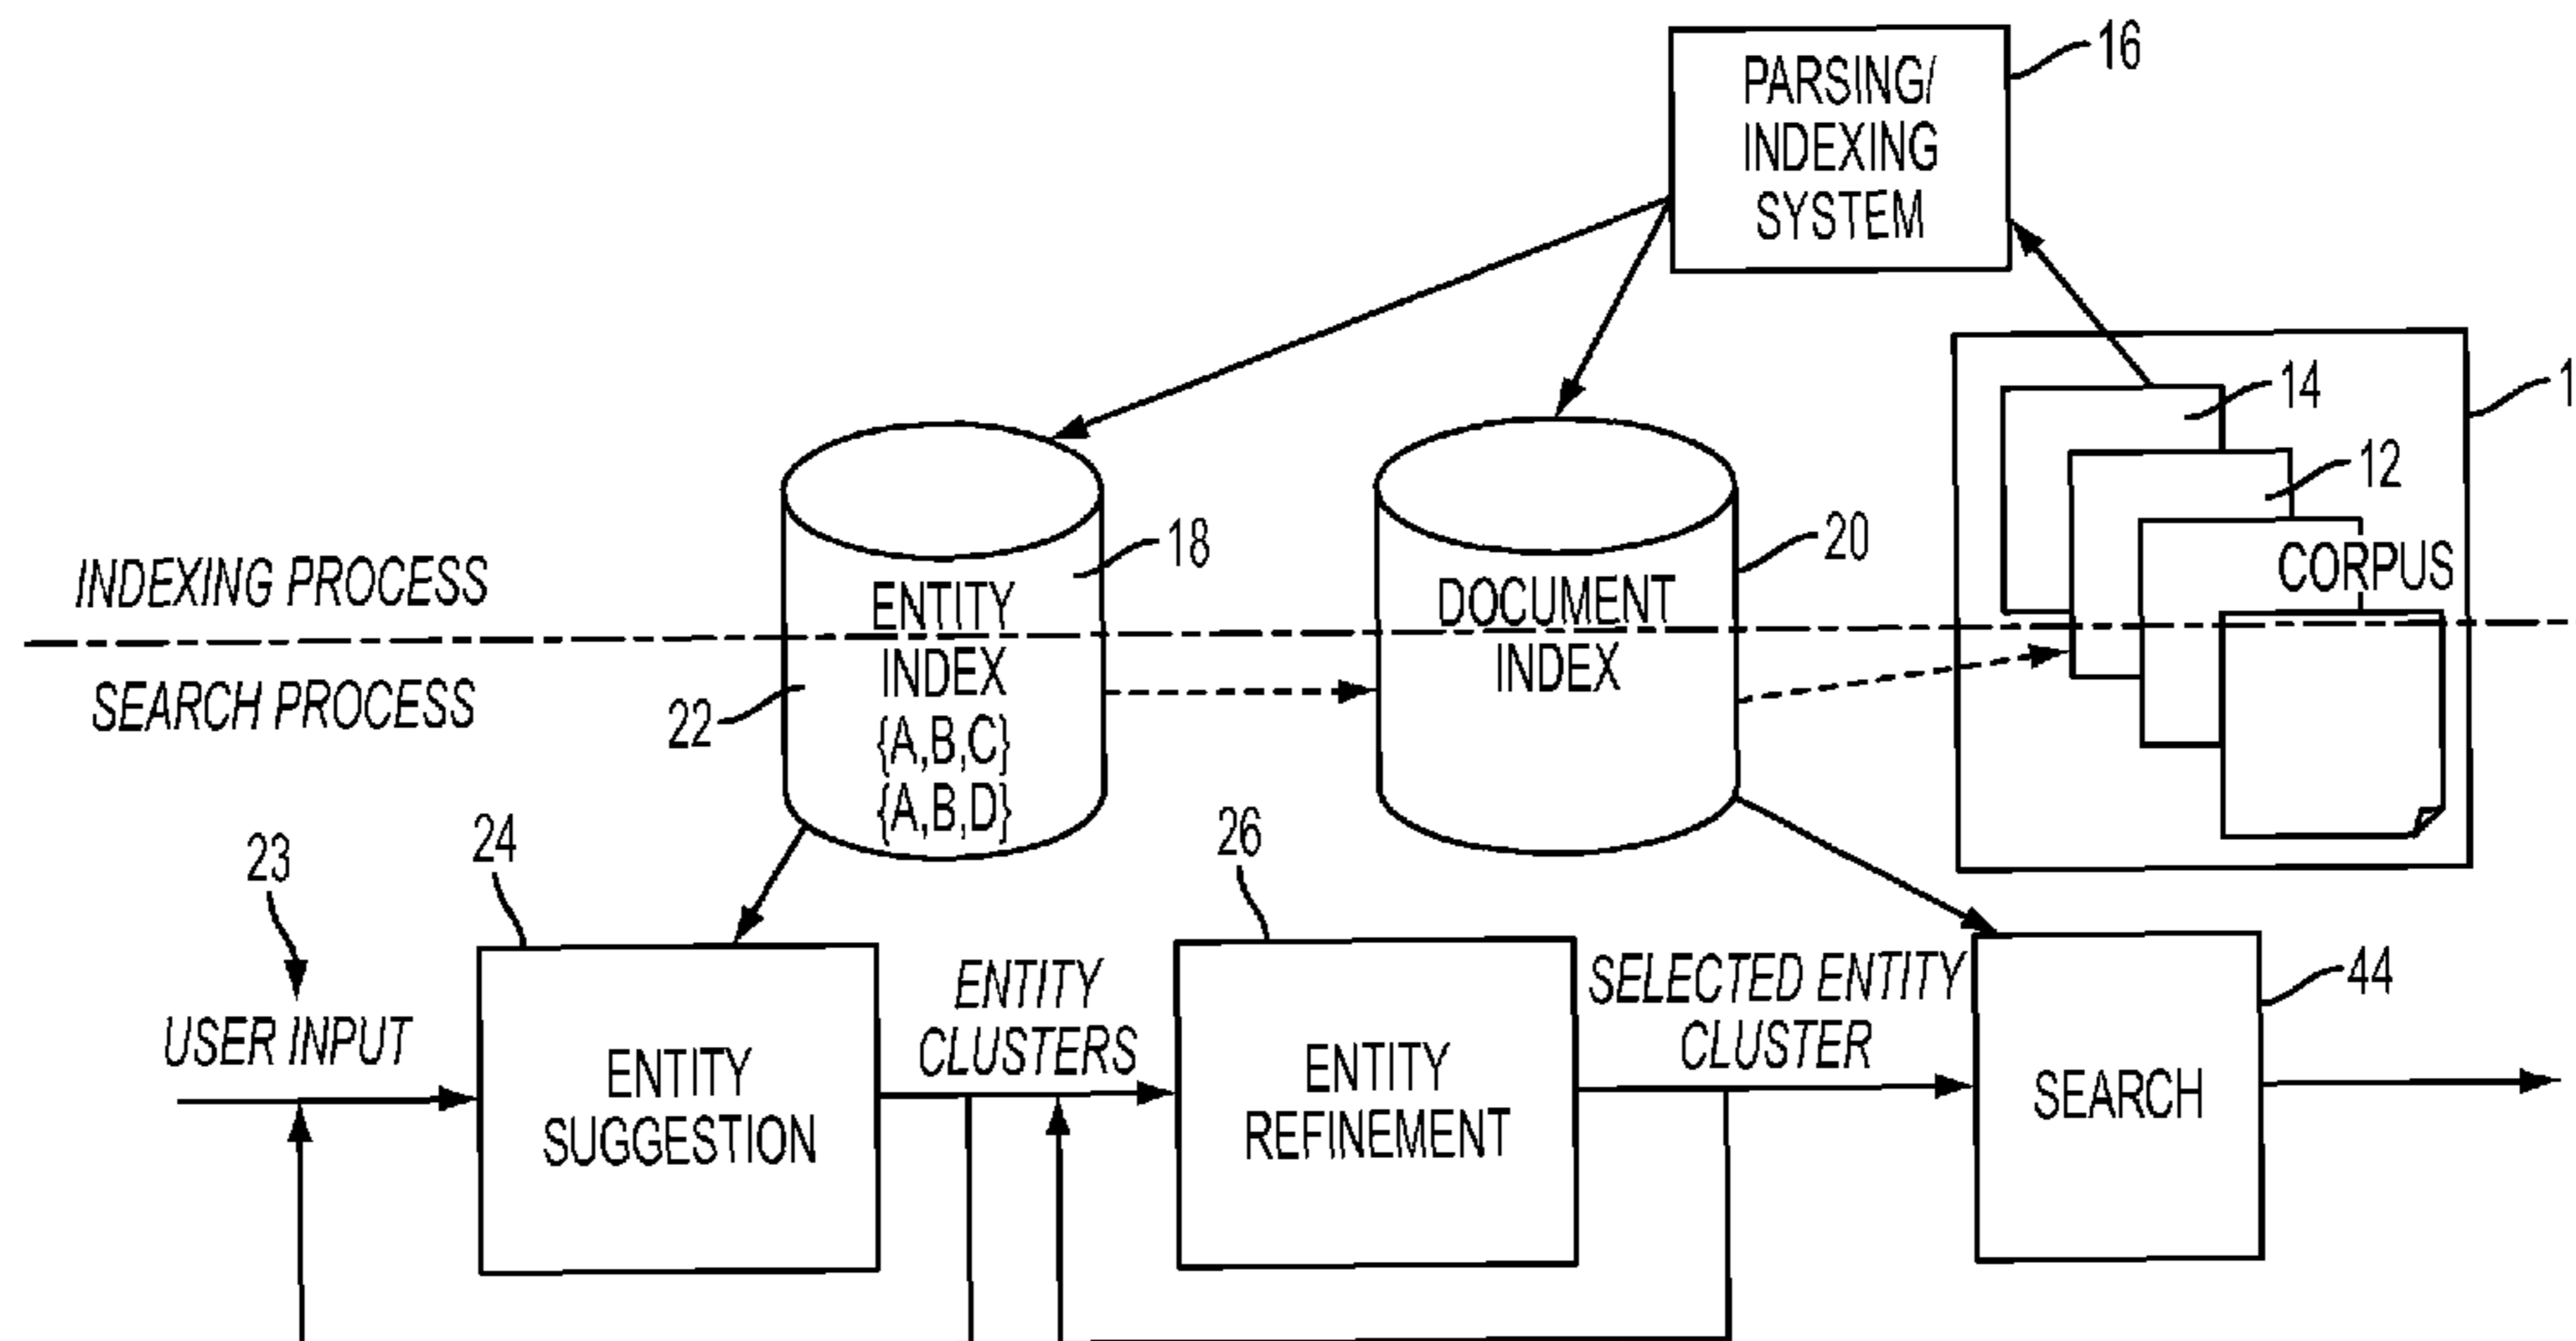 PARSING/
INDEXING
SYSTEM
16
14
1
12
CORPUS
18
20
INDEXING PROCESS
SEARCH PROCESS
ENTITY
INDEX
{A,B,C}
{A,B,D}
22
DOCUMENT
INDEX
23
24
26
44
USER INPUT
ENTITY
SUGGESTION
ENTITY
CLUSTERS
ENTITY
REFINEMENT
SELECTED ENTITY
CLUSTER
SEARCH